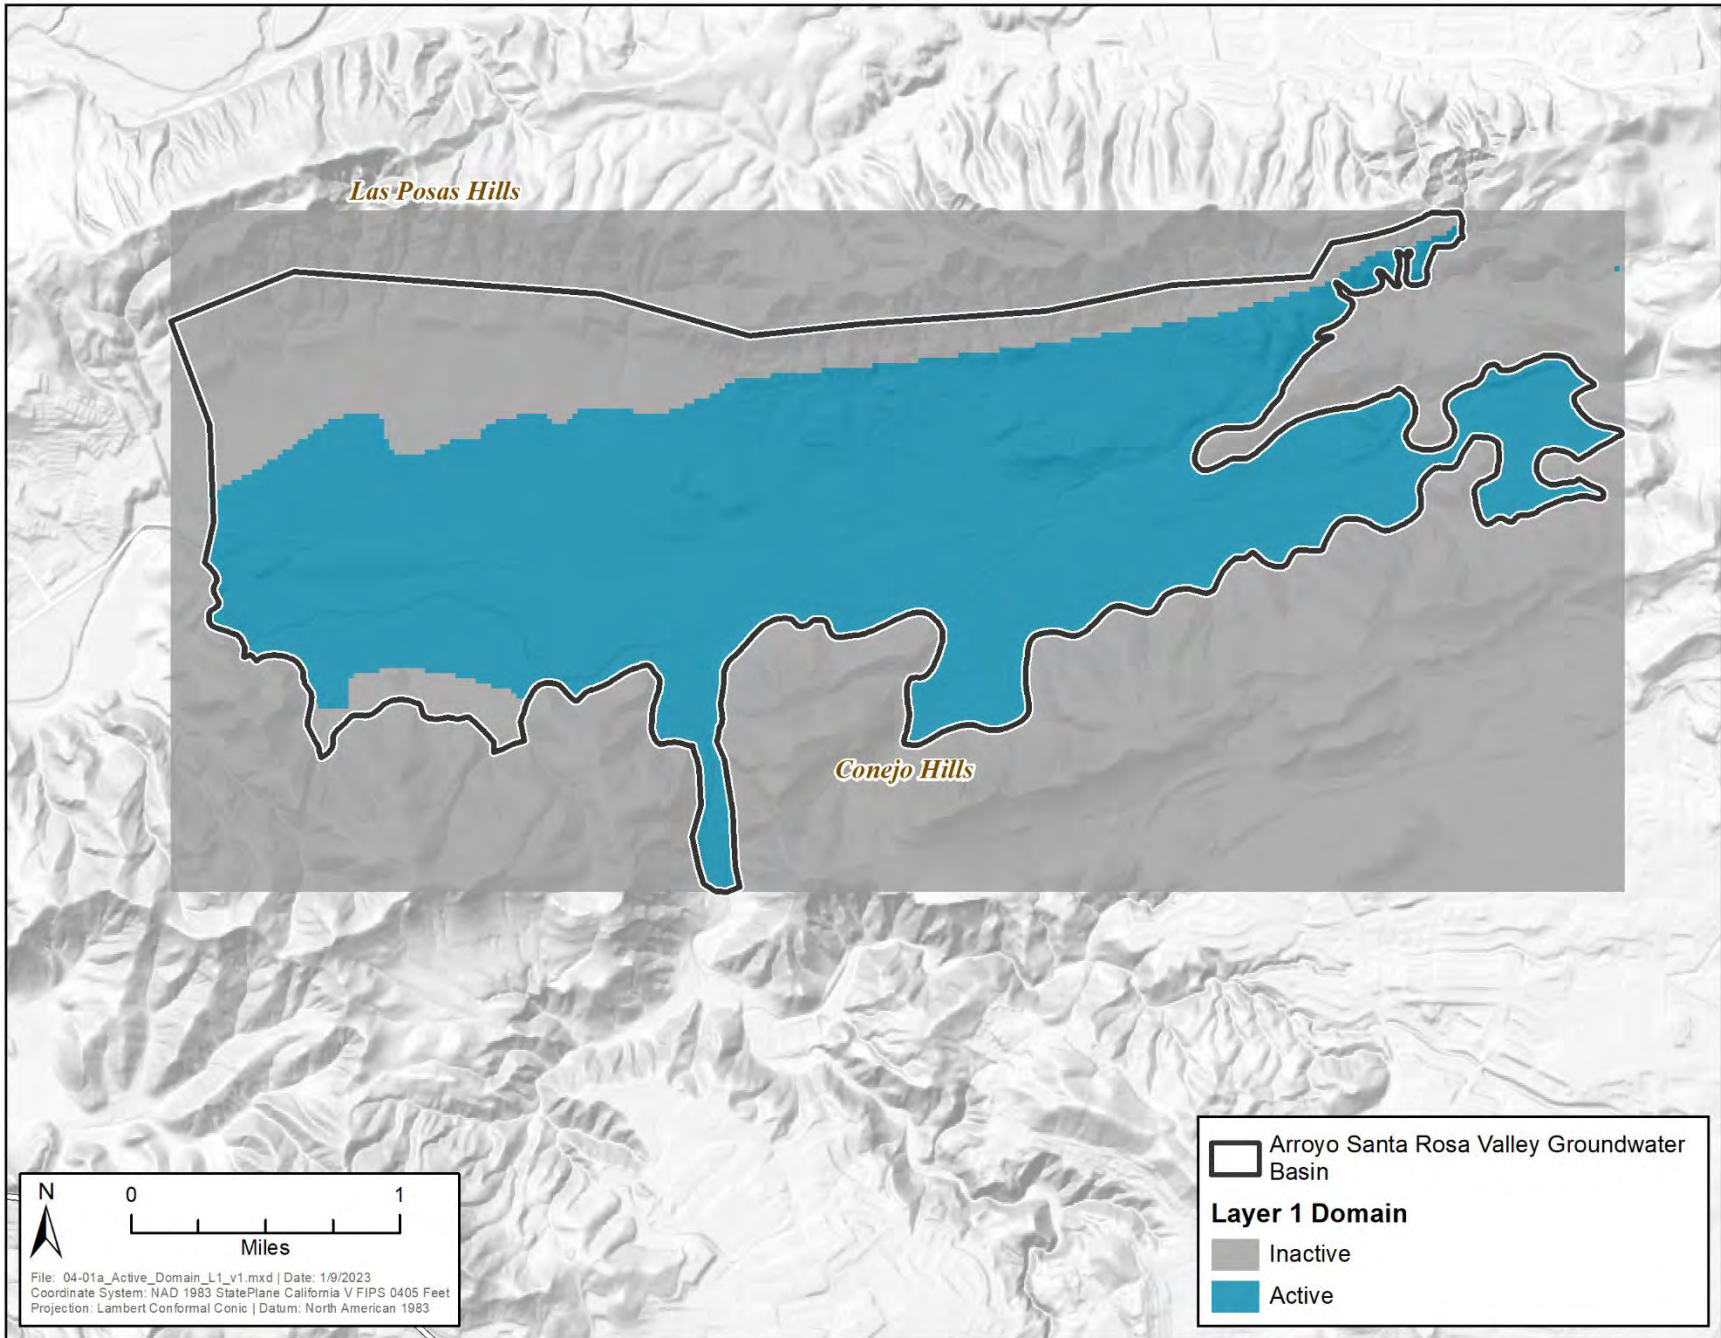 Las Posas Hills
Conejo Hills
Arroyo Santa Rosa Valley Groundwater
Basin
Layer 1 Domain
Inactive
Active
N
0 1
Miles
File: 04-01a_Active_Domain_L1_v1.mxd | Date: 1/9/2023
Coordinate System: NAD 1983 StatePlane California V FIPS 0405 Feet
Projection: Lambert Conformal Conic | Datum: North American 1983